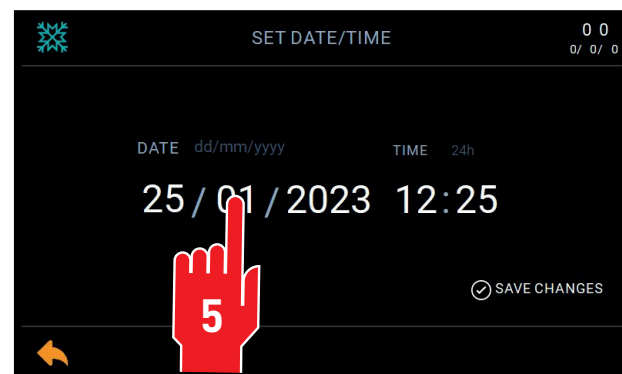 SET DATE/TIME
0 0
0/ 0/ 0
DATE dd/mm/yyyy
TIME 24h
25 / 01 / 2023 12:25
5
SAVE CHANGES